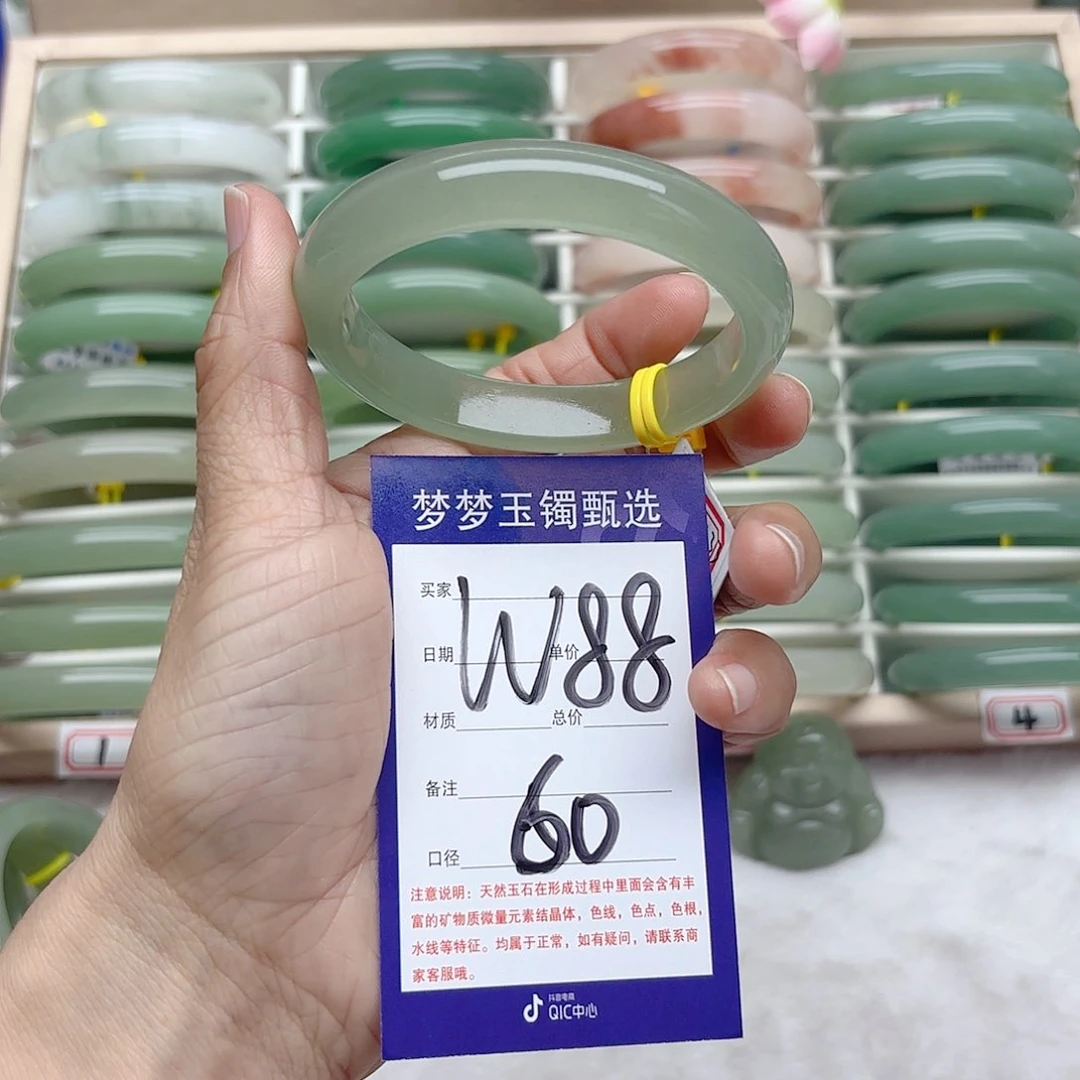 梦梦玉镯甄选
买家
W88
日期 单价
材质 总价
备注
60
口径
注意说明：天然玉石在形成过程中里面会含有丰
富的矿物质微量元素结晶体，色线，色点，色根，
水线等特征。均属于正常，如有疑问，请联系商
家客服哦。
抖音电商
QIC中心
1
4